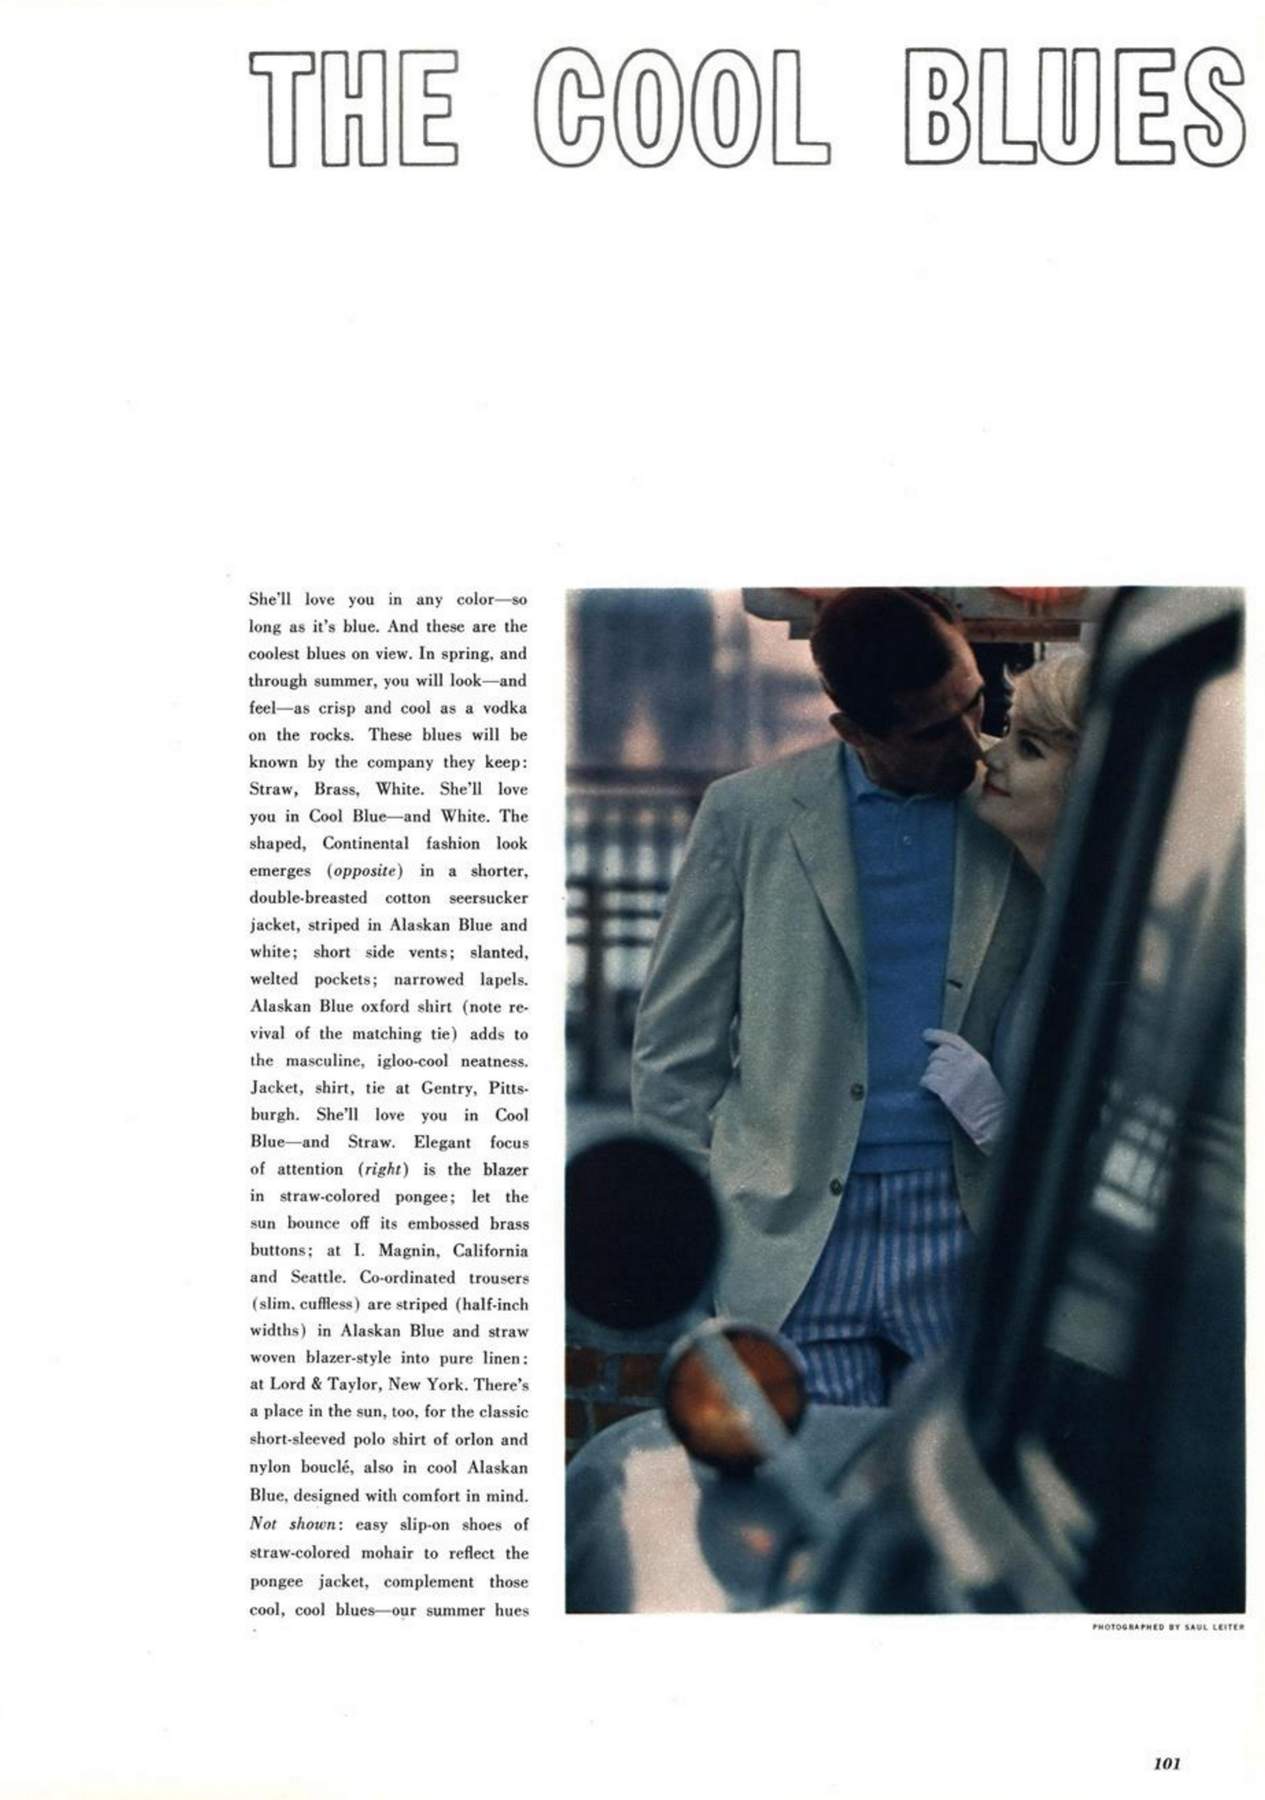 THE COOL BLUES
She'll love you in any color—so
long as it's blue. And these are the
coolest blues on view. In spring, and
through summer, you will look—and
feel—as crisp and cool as a vodka
on the rocks. These blues will be
known by the company they keep:
Straw, Brass, White. She'll love
you in Cool Blue—and White. The
shaped, Continental fashion look
emerges (opposite) in a shorter,
double-breasted cotton seersucker
jacket, striped in Alaskan Blue and
white; short side vents; slanted,
welted pockets; narrowed lapels.
Alaskan Blue oxford shirt (note re-
vival of the matching tie) adds to
the masculine, igloo-cool neatness.
Jacket, shirt, tie at Gentry, Pitts-
burgh. She'll love you in Cool
Blue—and Straw. Elegant focus
of attention (right) is the blazer
in straw-colored pongee; let the
sun bounce off its embossed brass
buttons; at I. Magnin, California
and Seattle. Co-ordinated trousers
(slim, cuffless) are striped (half-inch
widths) in Alaskan Blue and straw
woven blazer-style into pure linen:
at Lord & Taylor, New York. There's
a place in the sun, too, for the classic
short-sleeved polo shirt of orlon and
nylon bouclé, also in cool Alaskan
Blue, designed with comfort in mind.
Not shown: easy slip-on shoes of
straw-colored mohair to reflect the
pongee jacket, complement those
cool, cool blues—our summer hues
PHOTOGRAPHED BY SAUL LEITER
101